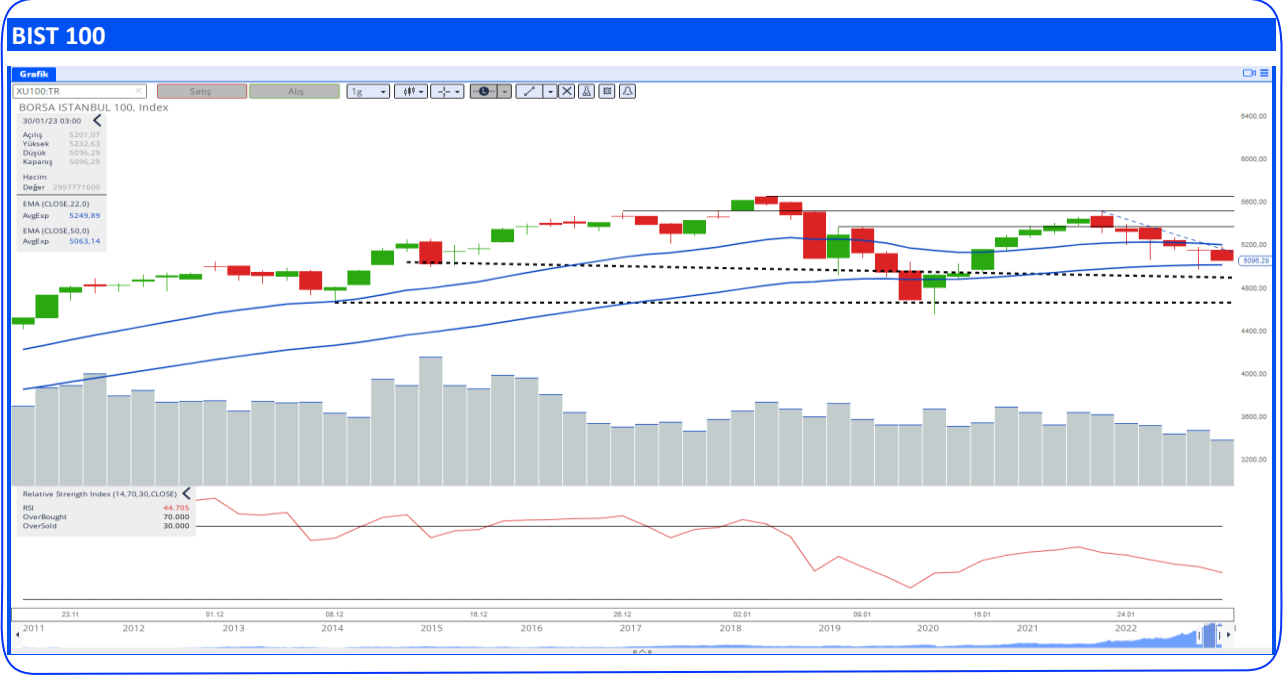 BIST 100
Grafik
XU100:TR
Satış
Alış
1g
BORSA ISTANBUL 100, Index
30/01/23 03:00
Açılış 5201,07
Yüksek 5232,63
Düşük 5096,29
Kapanış 5096,29
Hacim
Değer 2997771600
EMA (CLOSE,22,0)
AvgExp 5249,89
EMA (CLOSE,50,0)
AvgExp 5063,14
6400,00
6000,00
5600,00
5200,00
5096,29
4800,00
4400,00
4000,00
3600,00
3200,00
Relative Strength Index (14,70,30,CLOSE)
RSI 44.705
OverBought 70.000
OverSold 30.000
23.11 01.12 08.12 16.12 26.12 02.01 09.01 16.01 24.01
2011 2012 2013 2014 2015 2016 2017 2018 2019 2020 2021 2022